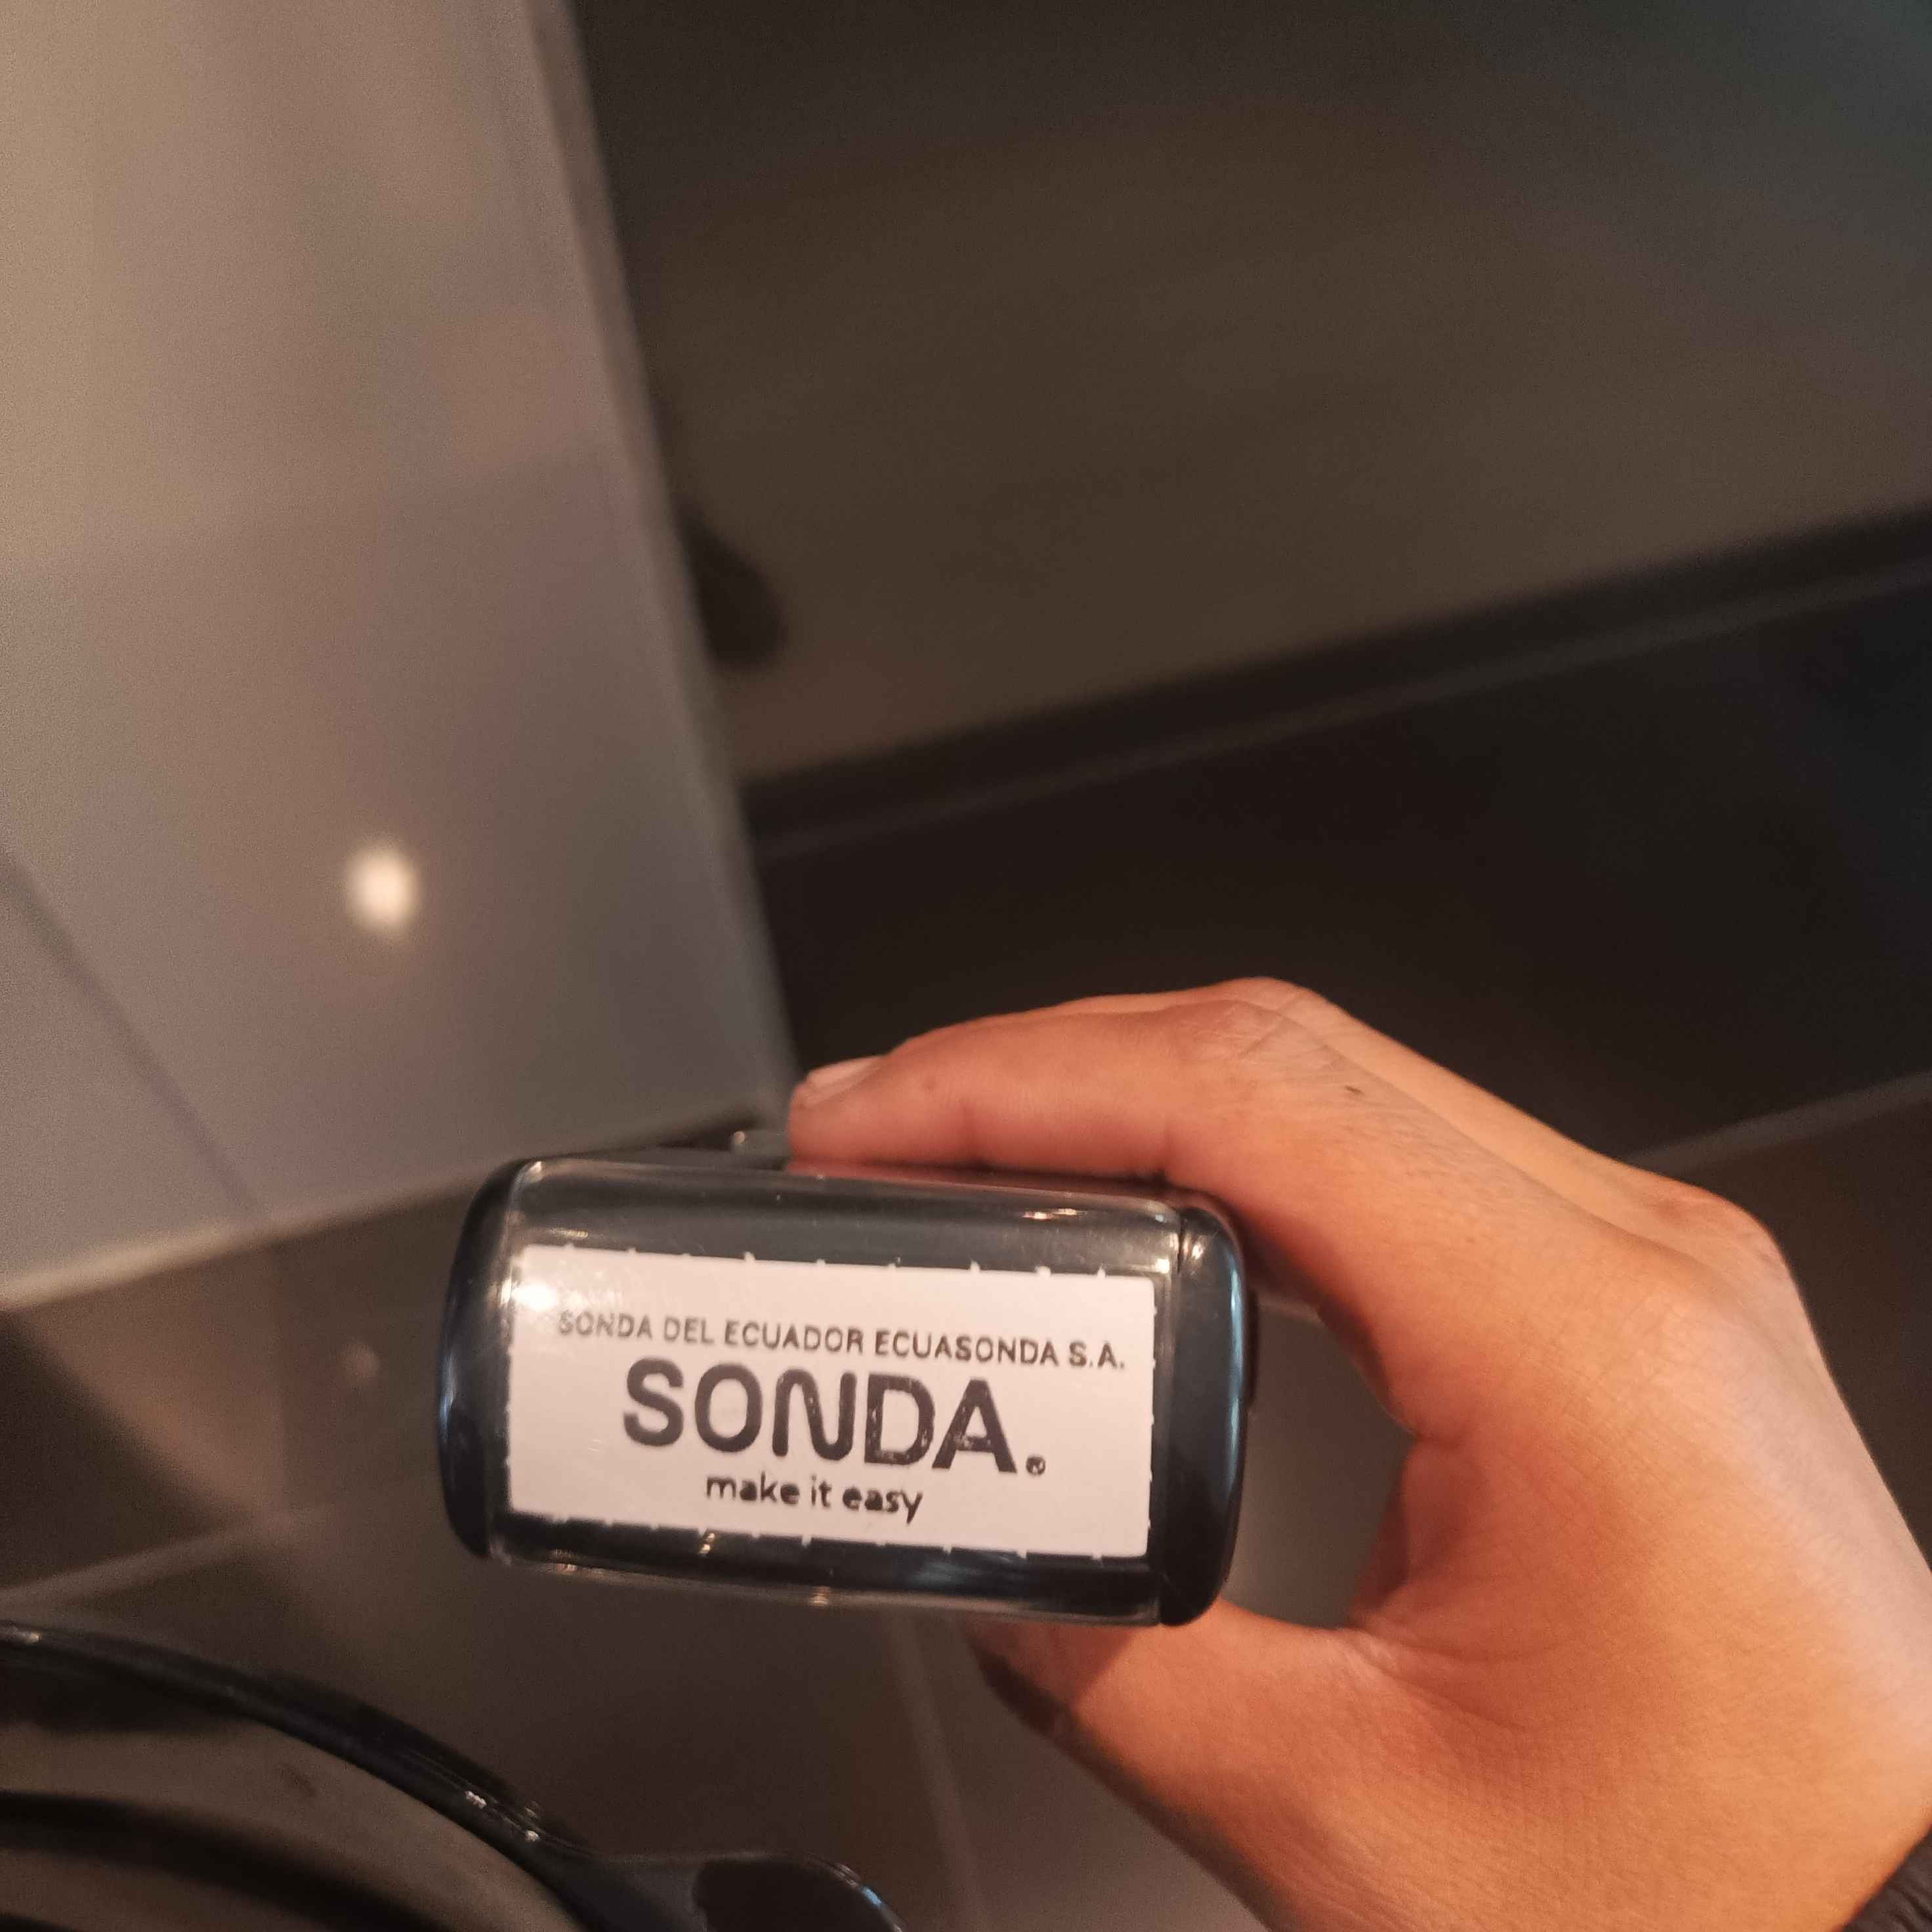 SONDA DEL ECUADOR ECUASONDA S.A.
SONDA.®
make it easy